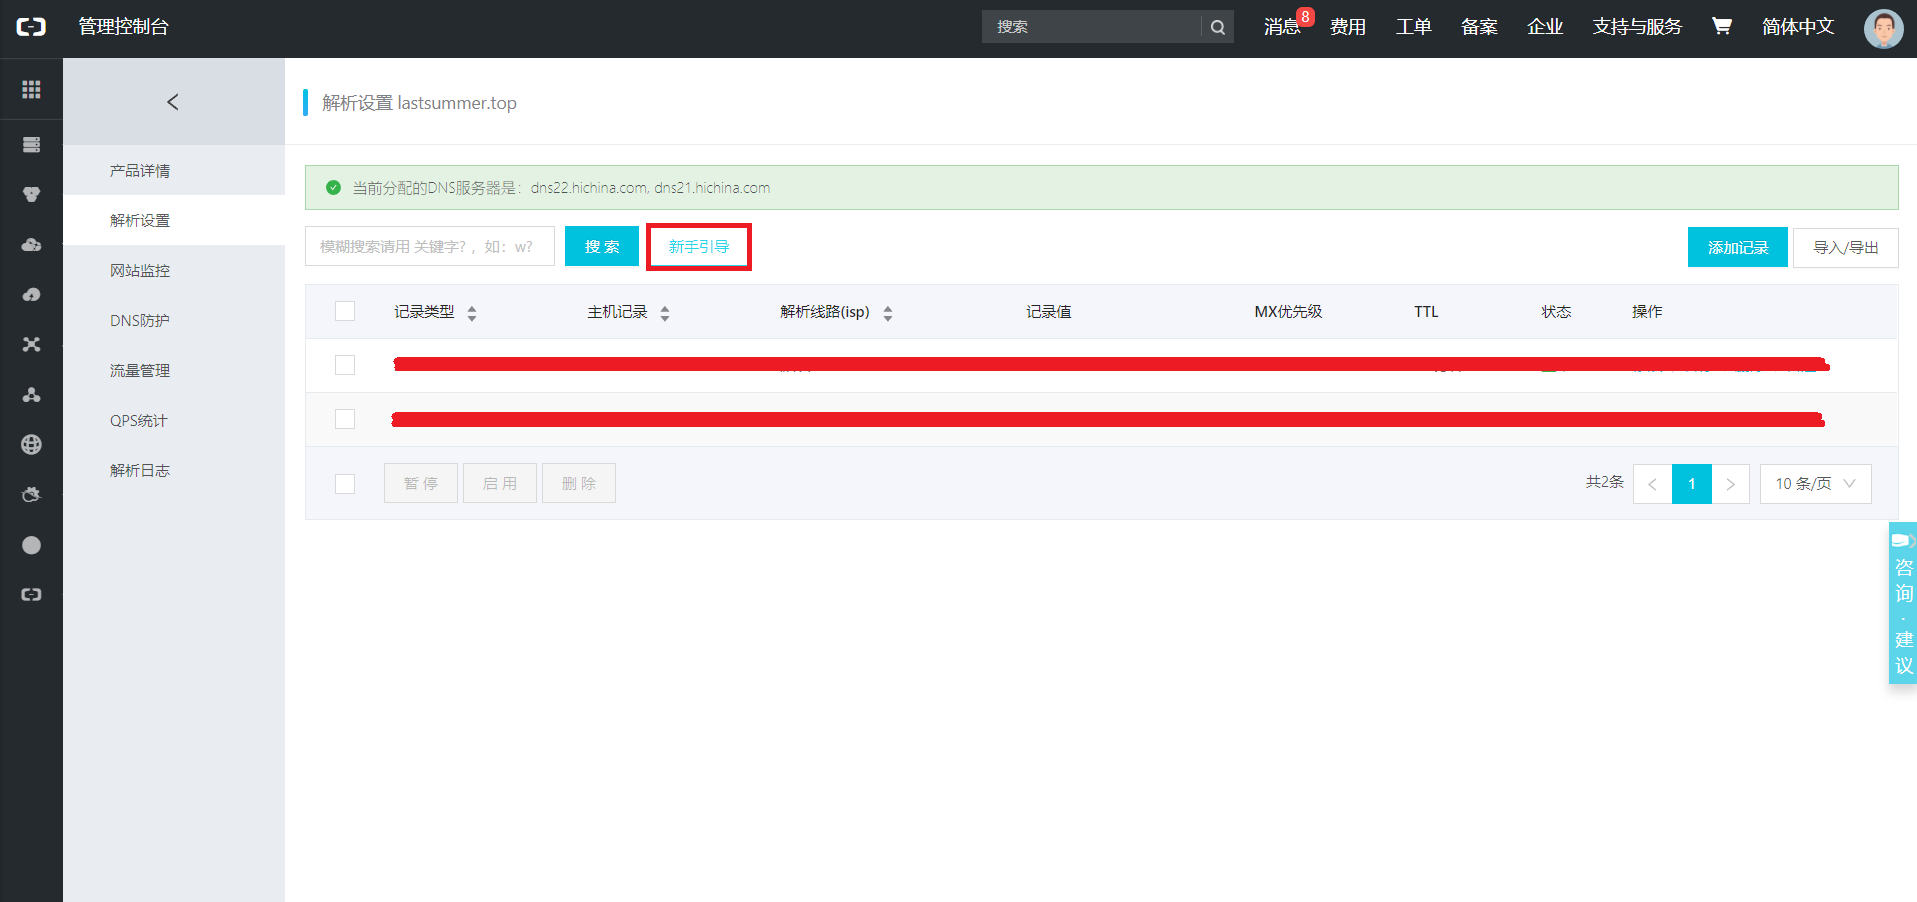 管理控制台
搜索
消息 8
费用
工单
备案
企业
支持与服务
简体中文
解析设置 lastsummer.top
产品详情
解析设置
网站监控
DNS防护
流量管理
QPS统计
解析日志
当前分配的DNS服务器是：dns22.hichina.com, dns21.hichina.com
模糊搜索请用 关键字?，如：w?
搜 索
新手引导
添加记录
导入/导出
记录类型
主机记录
解析线路(isp)
记录值
MX优先级
TTL
状态
操作
暂 停
启 用
删 除
共2条
<
1
>
10 条/页
咨
询
·
建
议